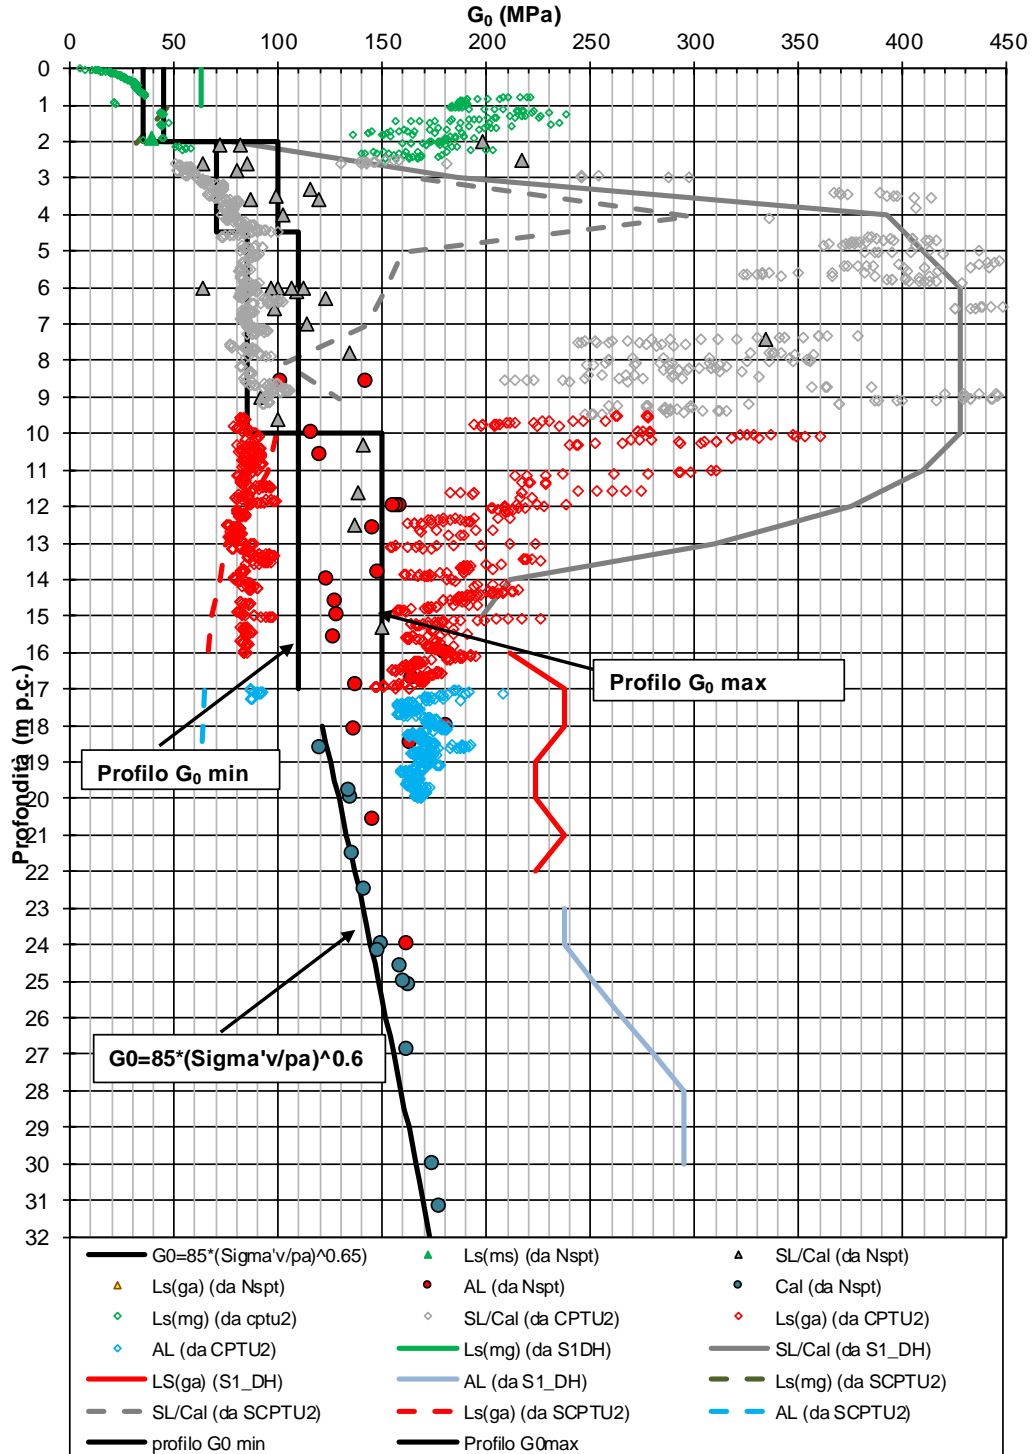 G0 (MPa)
0 50 100 150 200 250 300 350 400 450
0
1
2
3
4
5
6
7
8
9
10
11
12
13
14
15
16
17
18
19
20
21
22
23
24
25
26
27
28
29
30
31
32
Profondità (m p.c.)
Profilo G0 max
Profilo G0 min
G0=85*(Sigma'v/pa)^0.6
G0=85*(Sigma'v/pa)^0.65)
Ls(ms) (da Nspt)
SL/Cal (da Nspt)
Ls(ga) (da Nspt)
AL (da Nspt)
Cal (da Nspt)
Ls(mg) (da cptu2)
SL/Cal (da CPTU2)
Ls(ga) (da CPTU2)
AL (da CPTU2)
Ls(mg) (da S1DH)
SL/Cal (da S1_DH)
LS(ga) (S1_DH)
AL (da S1_DH)
Ls(mg) (da SCPTU2)
SL/Cal (da SCPTU2)
Ls(ga) (da SCPTU2)
AL (da SCPTU2)
profilo G0 min
Profilo G0max